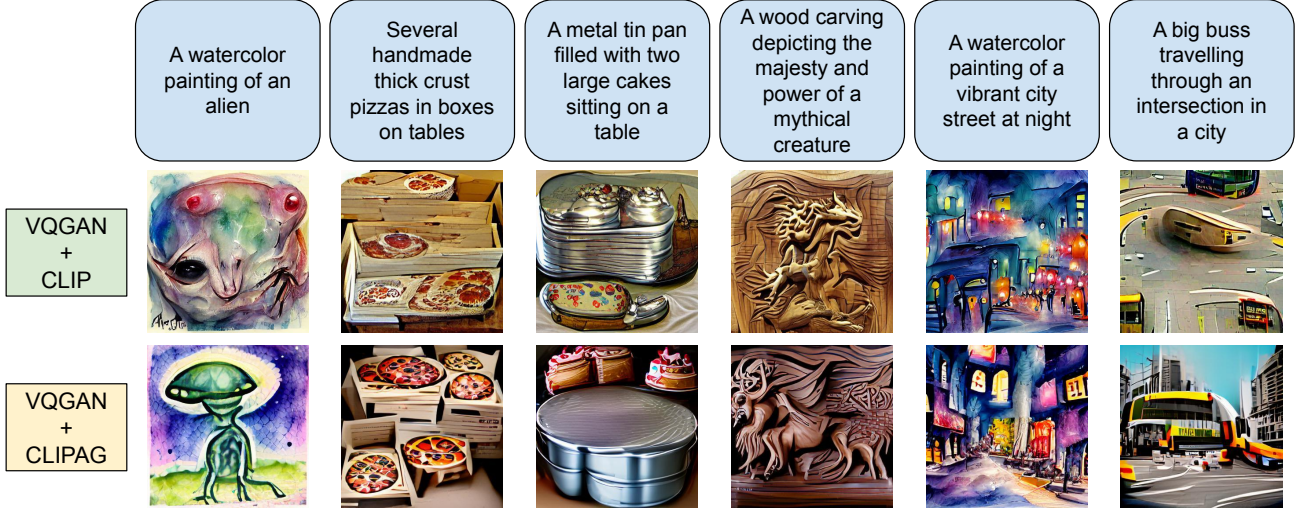 A watercolor
painting of an
alien
Several
handmade
thick crust
pizzas in boxes
on tables
A metal tin pan
filled with two
large cakes
sitting on a
table
A wood carving
depicting the
majesty and
power of a
mythical
creature
A watercolor
painting of a
vibrant city
street at night
A big buss
travelling
through an
intersection in
a city
VQGAN
+
CLIP
VQGAN
+
CLIPAG